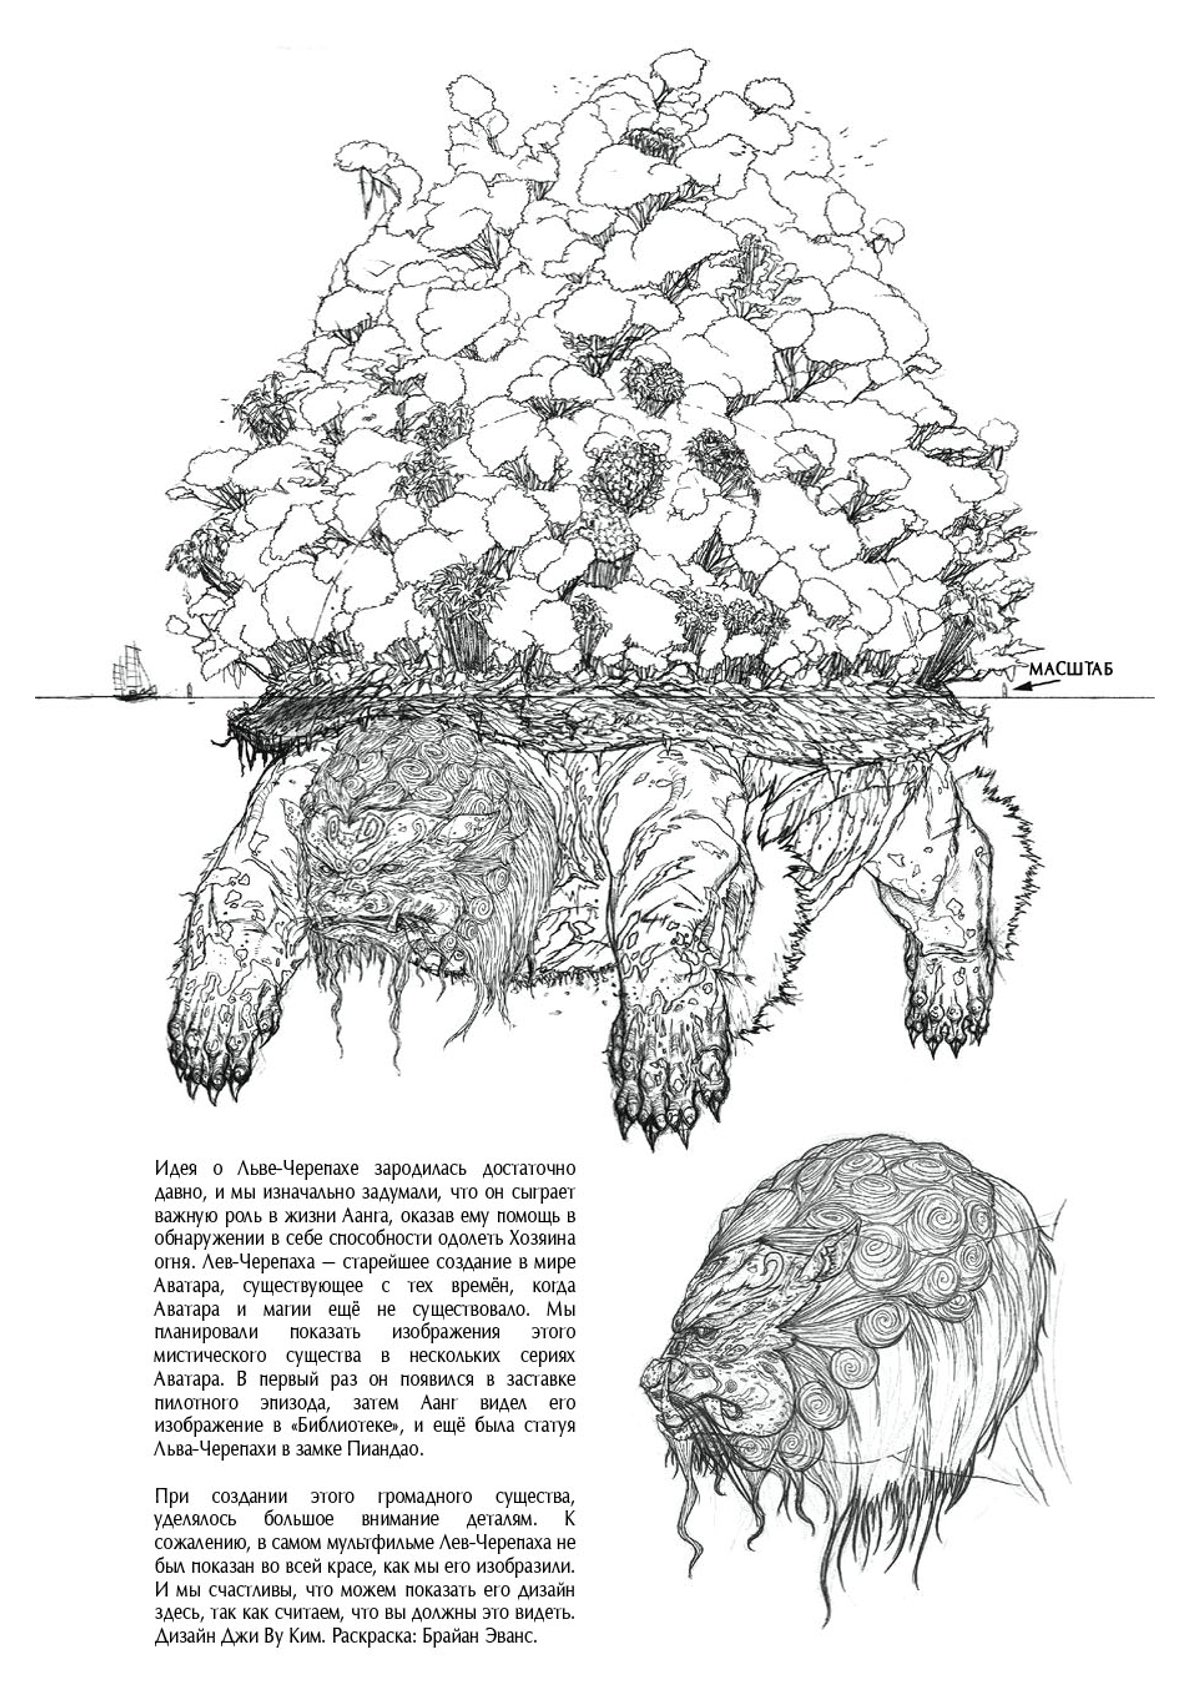 МАСШТАБ
Идея о Льве-Черепахе зародилась достаточно
давно, и мы изначально задумали, что он сыграет
важную роль в жизни Аанга, оказав ему помощь в
обнаружении в себе способности одолеть Хозяина
огня. Лев-Черепаха — старейшее создание в мире
Аватара, существующее с тех времён, когда
Аватара и магии ещё не существовало. Мы
планировали показать изображения этого
мистического существа в нескольких сериях
Аватара. В первый раз он появился в заставке
пилотного эпизода, затем Аанг видел его
изображение в «Библиотеке», и ещё была статуя
Льва-Черепахи в замке Пиандао.
При создании этого громадного существа,
уделялось большое внимание деталям. К
сожалению, в самом мультфильме Лев-Черепаха не
был показан во всей красе, как мы его изобразили.
И мы счастливы, что можем показать его дизайн
здесь, так как считаем, что вы должны это видеть.
Дизайн Джи Ву Ким. Раскраска: Брайан Эванс.